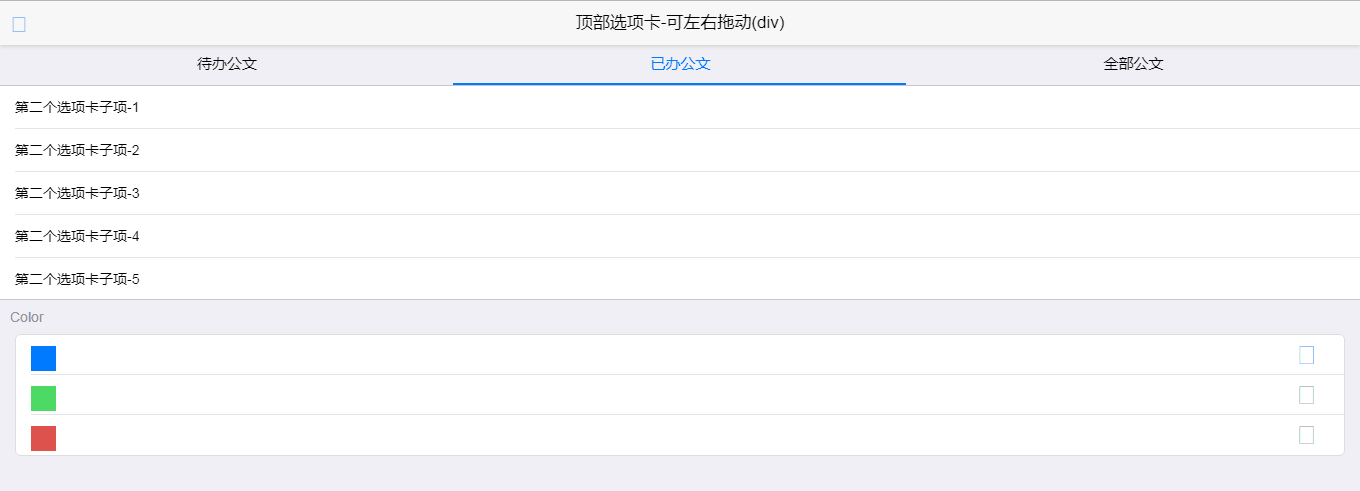 顶部选项卡-可左右拖动(div)
待办公文 已办公文 全部公文
第二个选项卡子项-1
第二个选项卡子项-2
第二个选项卡子项-3
第二个选项卡子项-4
第二个选项卡子项-5
Color